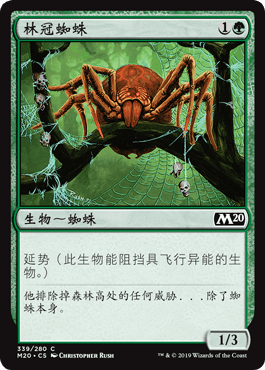 林冠蜘蛛 1
生物～蜘蛛 M20
延势（此生物能阻挡具飞行异能的生
物。）
他排除掉森林高处的任何威胁．．．除了蜘
蛛本身。
339/280 C
M20 • CS Christopher Rush
1/3
™ & © 2019 Wizards of the Coast